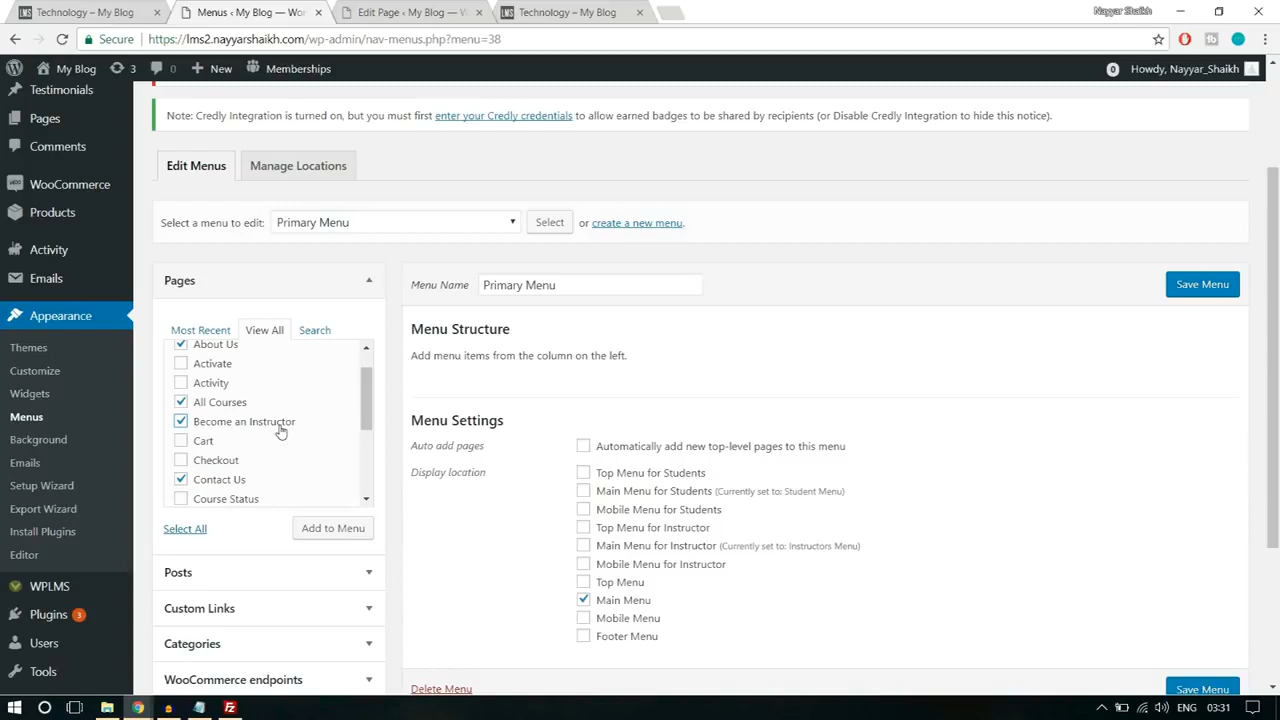 Technology – My Blog
Menus ‹ My Blog — Wor
Edit Page ‹ My Blog — W
Technology – My Blog
Nayyar Shaikh
Secure
https://lms2.nayyarshaikh.com/wp-admin/nav-menus.php?menu=38
My Blog
3
0
New
Memberships
0
Howdy, Nayyar_Shaikh
Testimonials
Pages
Comments
WooCommerce
Products
Activity
Emails
Appearance
Themes
Customize
Widgets
Menus
Background
Emails
Setup Wizard
Export Wizard
Install Plugins
Editor
WPLMS
Plugins 3
Users
Tools
Note: Credly Integration is turned on, but you must first enter your Credly credentials to allow earned badges to be shared by recipients (or Disable Credly Integration to hide this notice).
Edit Menus
Manage Locations
Select a menu to edit:
Primary Menu
Select
or create a new menu.
Pages
Most Recent
View All
Search
About Us
Activate
Activity
All Courses
Become an Instructor
Cart
Checkout
Contact Us
Course Status
Select All
Add to Menu
Posts
Custom Links
Categories
WooCommerce endpoints
Menu Name
Primary Menu
Save Menu
Menu Structure
Add menu items from the column on the left.
Menu Settings
Auto add pages
Automatically add new top-level pages to this menu
Display location
Top Menu for Students
Main Menu for Students (Currently set to: Student Menu)
Mobile Menu for Students
Top Menu for Instructor
Main Menu for Instructor (Currently set to: Instructors Menu)
Mobile Menu for Instructor
Top Menu
Main Menu
Mobile Menu
Footer Menu
Delete Menu
Save Menu
ENG
03:31